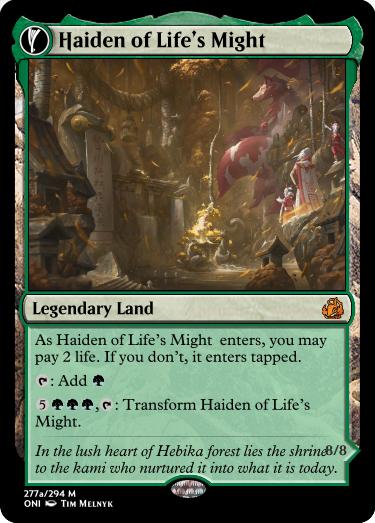 Haiden of Life's Might
Legendary Land
As Haiden of Life's Might enters, you may
pay 2 life. If you don't, it enters tapped.
: Add
5 , : Transform Haiden of Life's
Might.
In the lush heart of Hebika forest lies the shrine
to the kami who nurtured it into what it is today.
8/8
277a/294 M
ONI Tim Melnyk